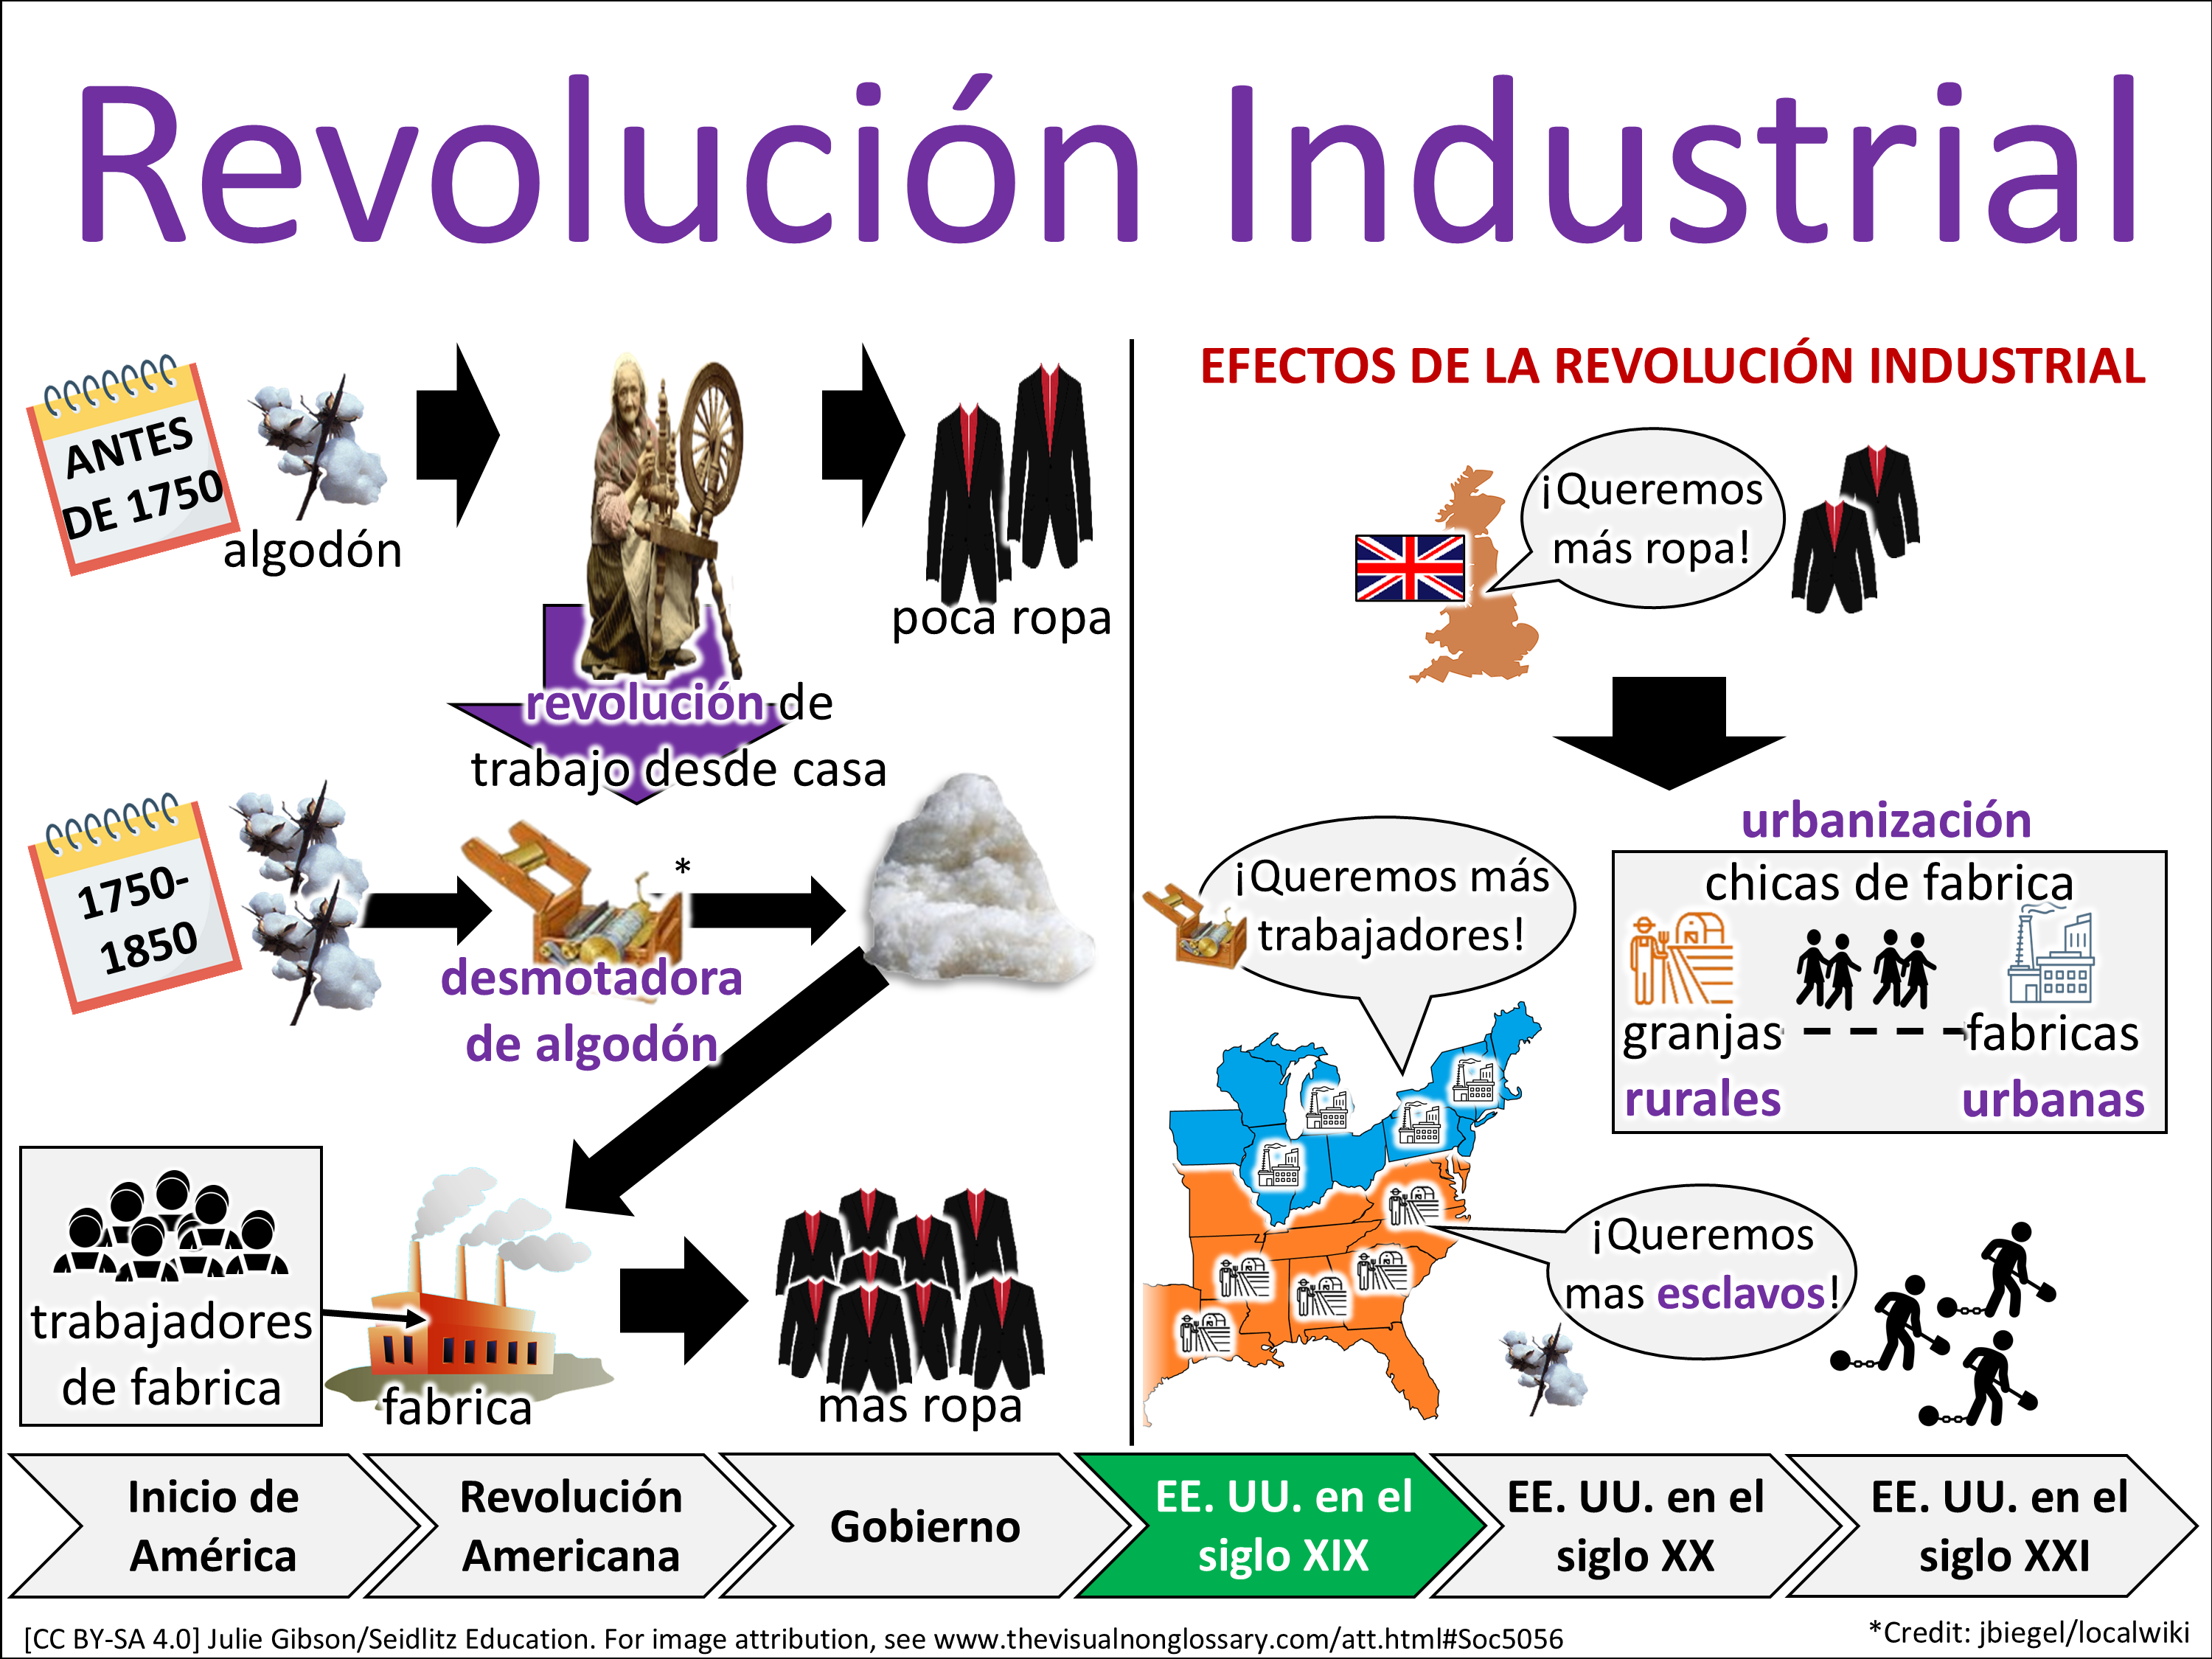 Revolución Industrial
ANTES
DE 1750
algodón
poca ropa
revolución de
trabajo desde casa
1750-
1850
*
desmotadora
de algodón
trabajadores
de fabrica
fabrica
mas ropa
EFECTOS DE LA REVOLUCIÓN INDUSTRIAL
¡Queremos
más ropa!
¡Queremos más
trabajadores!
urbanización
chicas de fabrica
granjas
fabricas
rurales
urbanas
¡Queremos
mas esclavos!
Inicio de
América
Revolución
Americana
Gobierno
EE. UU. en el
siglo XIX
EE. UU. en el
siglo XX
EE. UU. en el
siglo XXI
[CC BY-SA 4.0] Julie Gibson/Seidlitz Education. For image attribution, see www.thevisualnonglossary.com/att.html#Soc5056
*Credit: jbiegel/localwiki